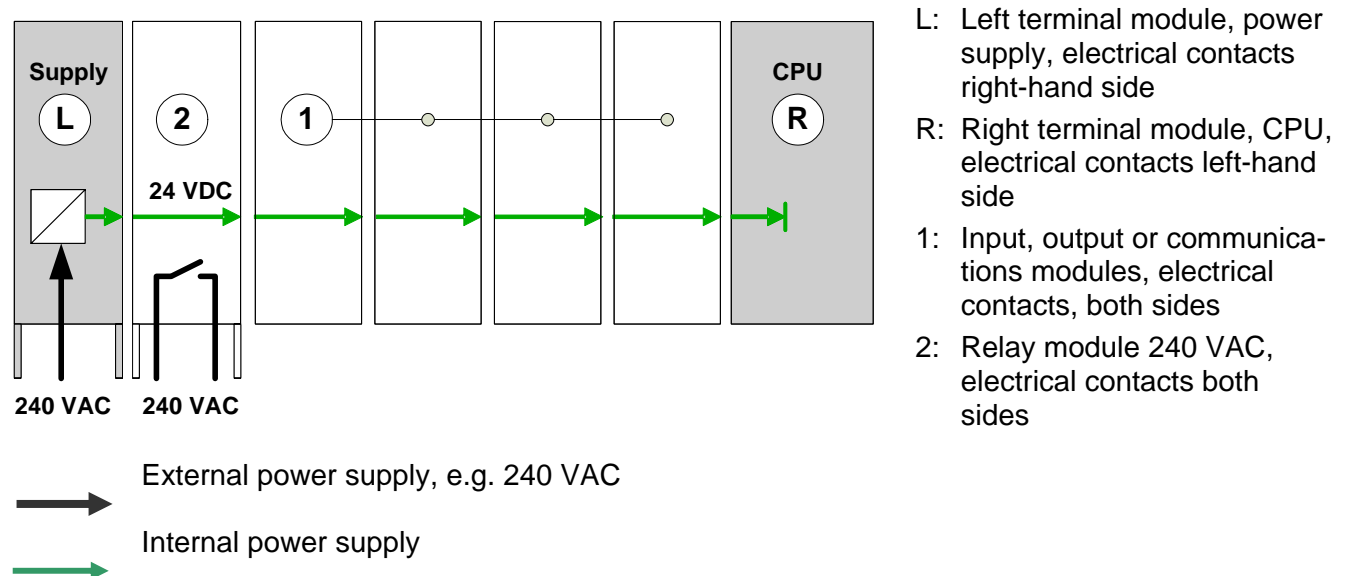 Supply
L
2
1
CPU
R
24 VDC
240 VAC
240 VAC
L: Left terminal module, power
supply, electrical contacts
right-hand side
R: Right terminal module, CPU,
electrical contacts left-hand
side
1: Input, output or communica-
tions modules, electrical
contacts, both sides
2: Relay module 240 VAC,
electrical contacts both
sides
External power supply, e.g. 240 VAC
Internal power supply